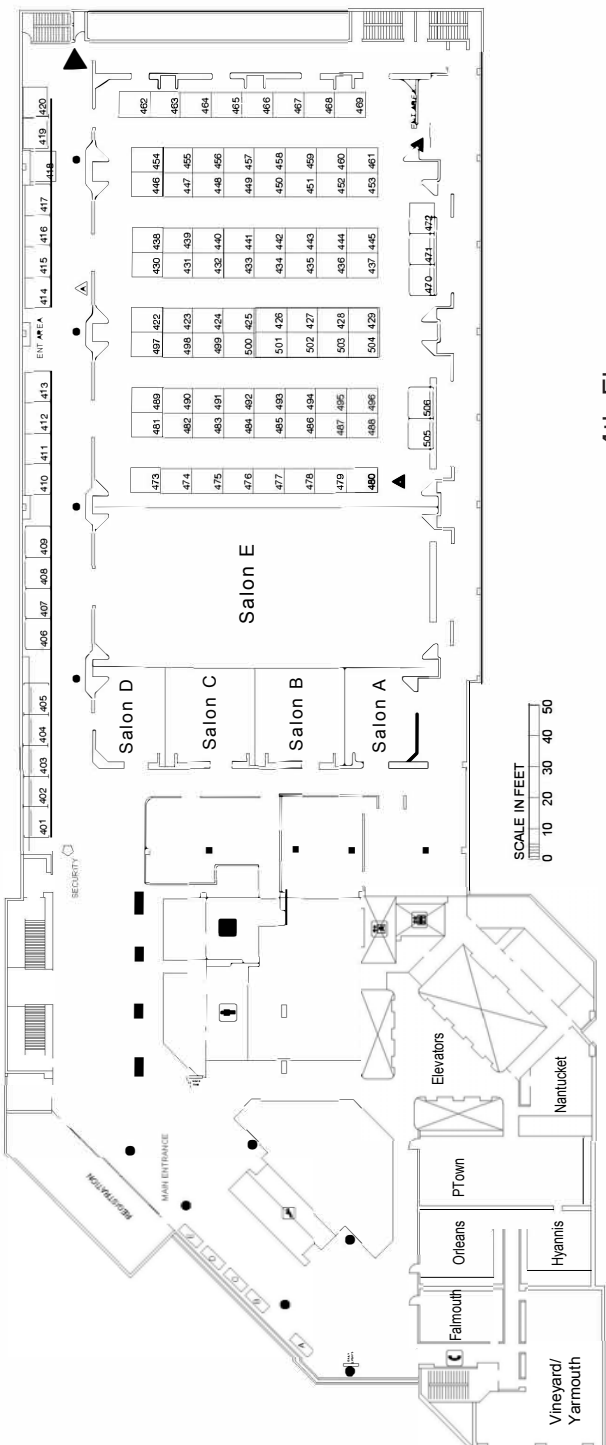 401 402 403 404 405 406 407 408 409 410 411 412 413 414 415 416 417 418 419 420
ENT AREA
SECURITY
REGISTRATION
MAIN ENTRANCE
Salon D
Salon C
Salon B
Salon A
Salon E
473 481 489 497 422 430 438 446 454 462
474 482 490 498 423 431 439 447 455 463
475 483 491 499 424 432 440 448 456 464
476 484 492 500 425 433 441 449 457 465
477 485 493 501 426 434 442 450 458 466
478 486 494 502 427 435 443 451 459 467
479 487 495 503 428 436 444 452 460 468
480 488 496 504 429 437 445 453 461 469
505 506 470 471 472
ENT AREA
Elevators
Falmouth
Orleans
PTown
Vineyard/
Yarmouth
Hyannis
Nantucket
SCALE IN FEET
0 10 20 30 40 50
4th